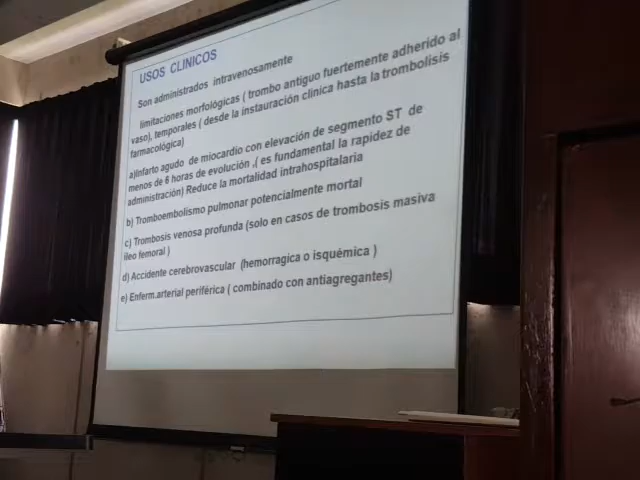 USOS CLINICOS
Son administrados intravenosamente
limitaciones morfológicas ( trombo antiguo fuertemente adherido al
vaso), temporales ( desde la instauración clínica hasta la trombolisis
farmacológica)
a)Infarto agudo de miocardio con elevación de segmento ST de
menos de 6 horas de evolución ,( es fundamental la rapidez de
administración) Reduce la mortalidad intrahospitalaria
b) Tromboembolismo pulmonar potencialmente mortal
c) Trombosis venosa profunda (solo en casos de trombosis masiva
ileo femoral )
d) Accidente cerebrovascular (hemorragica o isquémica )
e) Enferm.arterial periférica ( combinado con antiagregantes)